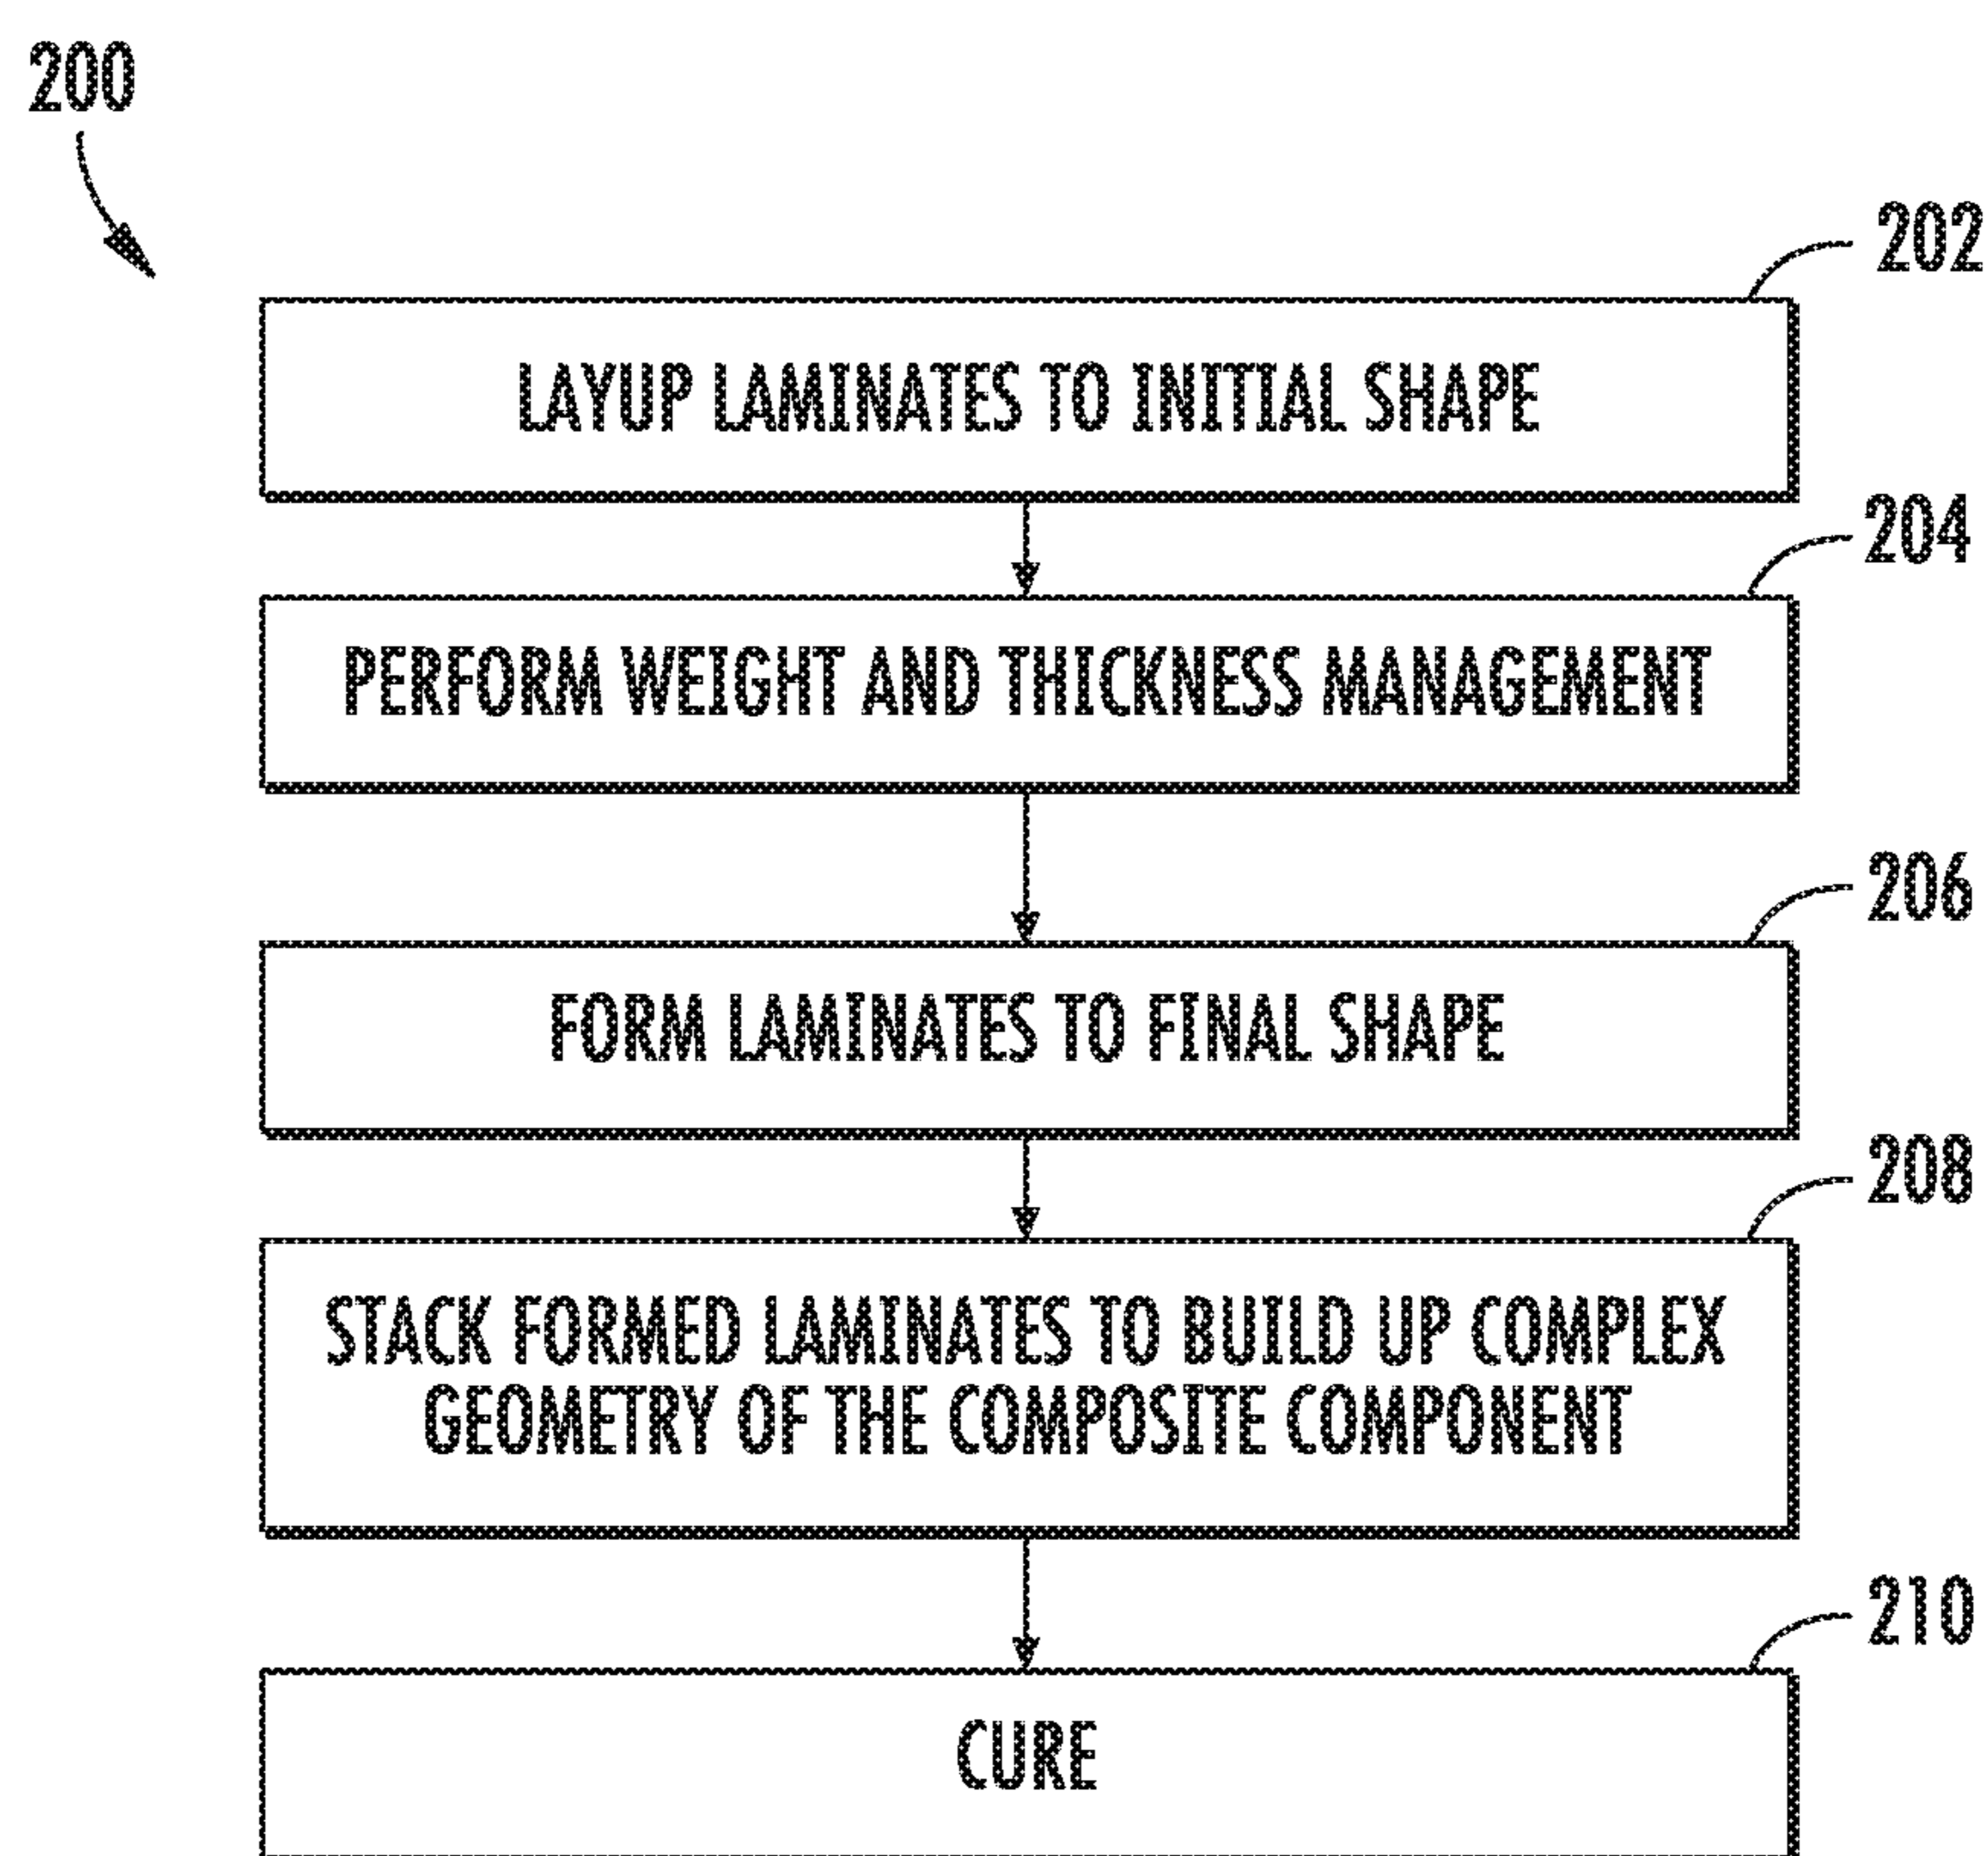 200
202
LAYUP LAMINATES TO INITIAL SHAPE
204
PERFORM WEIGHT AND THICKNESS MANAGEMENT
206
FORM LAMINATES TO FINAL SHAPE
208
STACK FORMED LAMINATES TO BUILD UP COMPLEX
GEOMETRY OF THE COMPOSITE COMPONENT
210
CURE